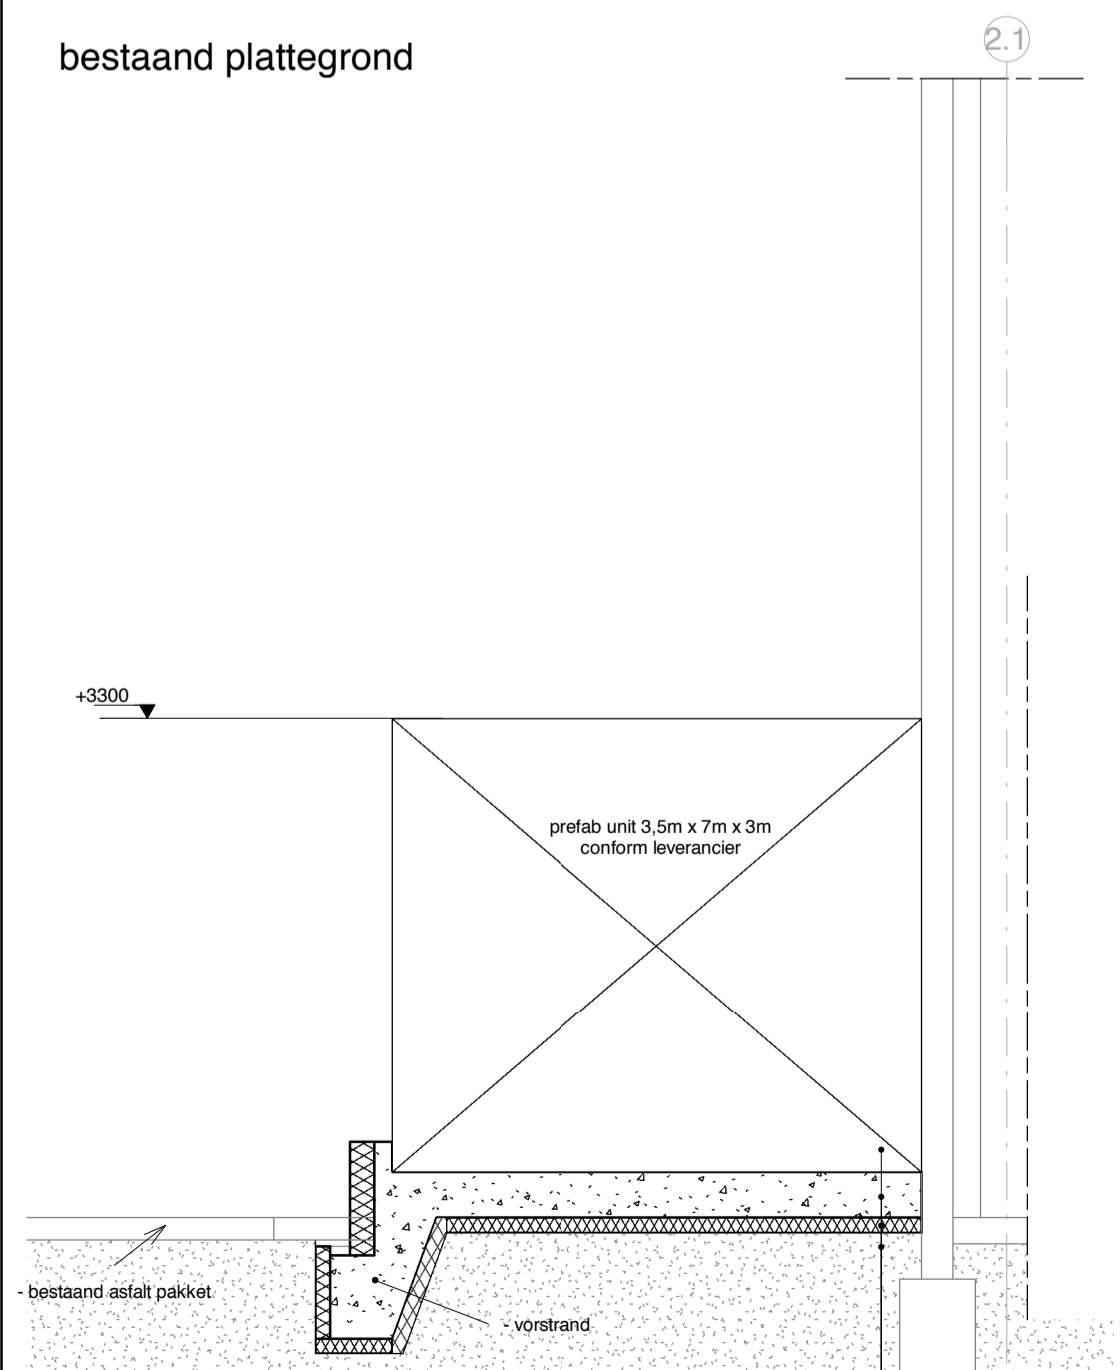 bestaand plattegrond
2.1
+3300
prefab unit 3,5m x 7m x 3m
conform leverancier
- bestaand asfalt pakket
- vorstrand